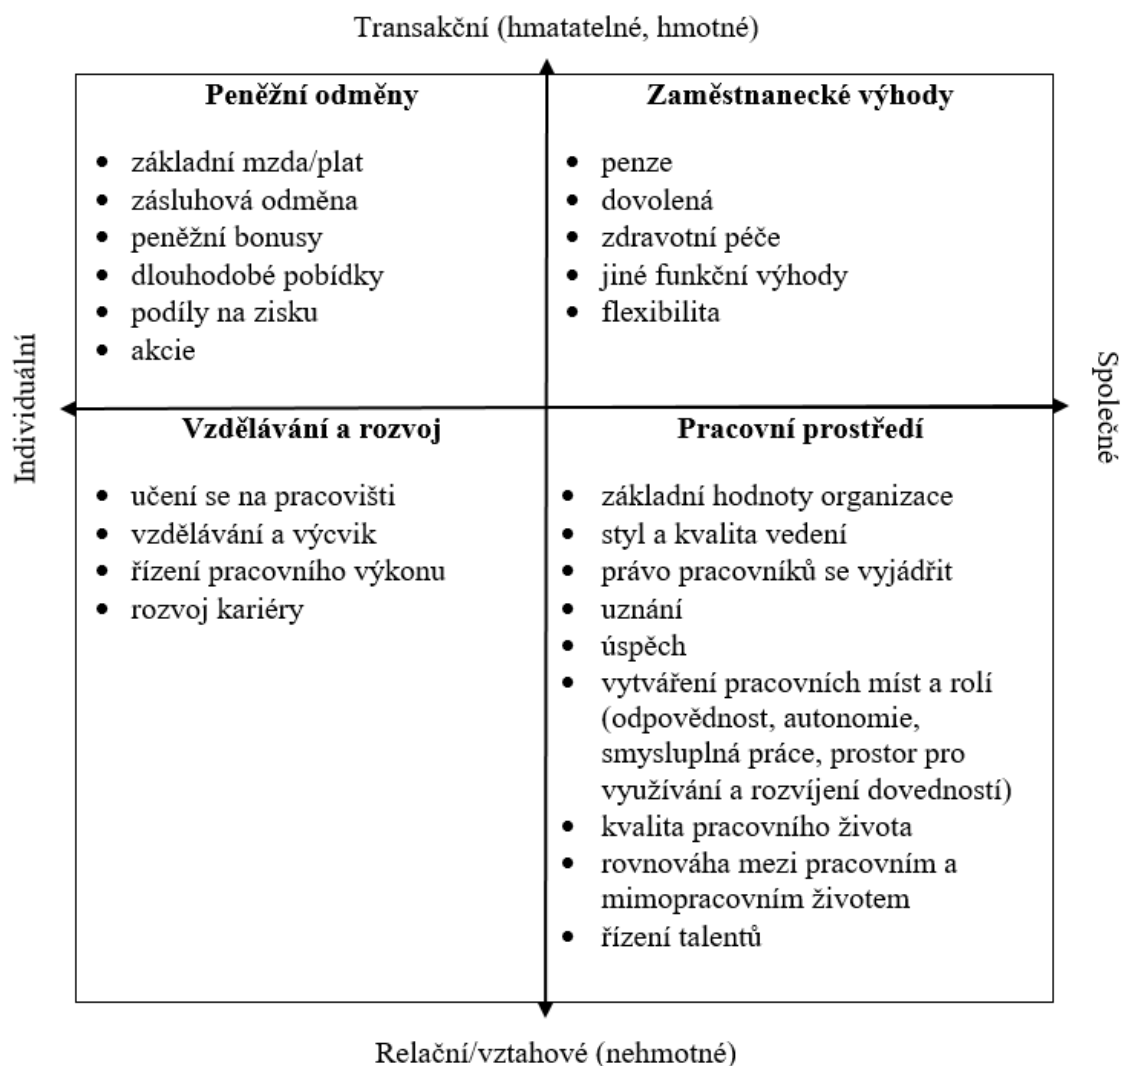 Transakční (hmatatelné, hmotné)
Peněžní odměny
• základní mzda/plat
• zásluhová odměna
• peněžní bonusy
• dlouhodobé pobídky
• podíly na zisku
• akcie
Zaměstnanecké výhody
• penze
• dovolená
• zdravotní péče
• jiné funkční výhody
• flexibilita
Individuální
Společné
Vzdělávání a rozvoj
• učení se na pracovišti
• vzdělávání a výcvik
• řízení pracovního výkonu
• rozvoj kariéry
Pracovní prostředí
• základní hodnoty organizace
• styl a kvalita vedení
• právo pracovníků se vyjádřit
• uznání
• úspěch
• vytváření pracovních míst a rolí
(odpovědnost, autonomie,
smysluplná práce, prostor pro
využívání a rozvíjení dovedností)
• kvalita pracovního života
• rovnováha mezi pracovním a
mimopracovním životem
• řízení talentů
Relační/vztahové (nehmotné)